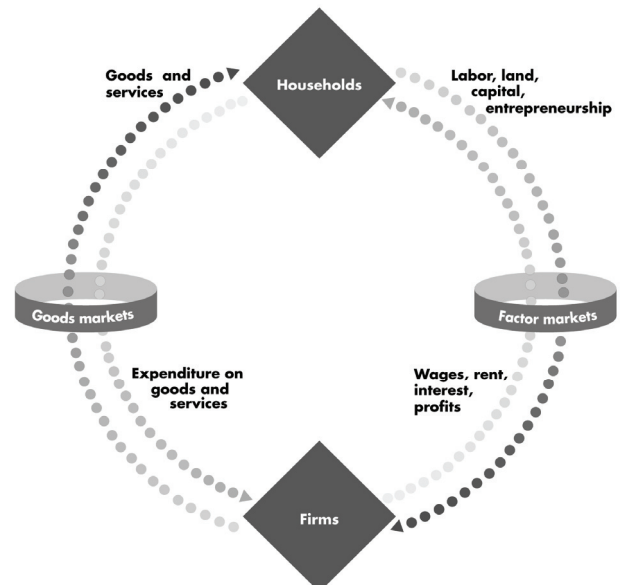 Households
Goods and
services
Labor, land,
capital,
entrepreneurship
Goods markets
Factor markets
Expenditure on
goods and
services
Wages, rent,
interest,
profits
Firms